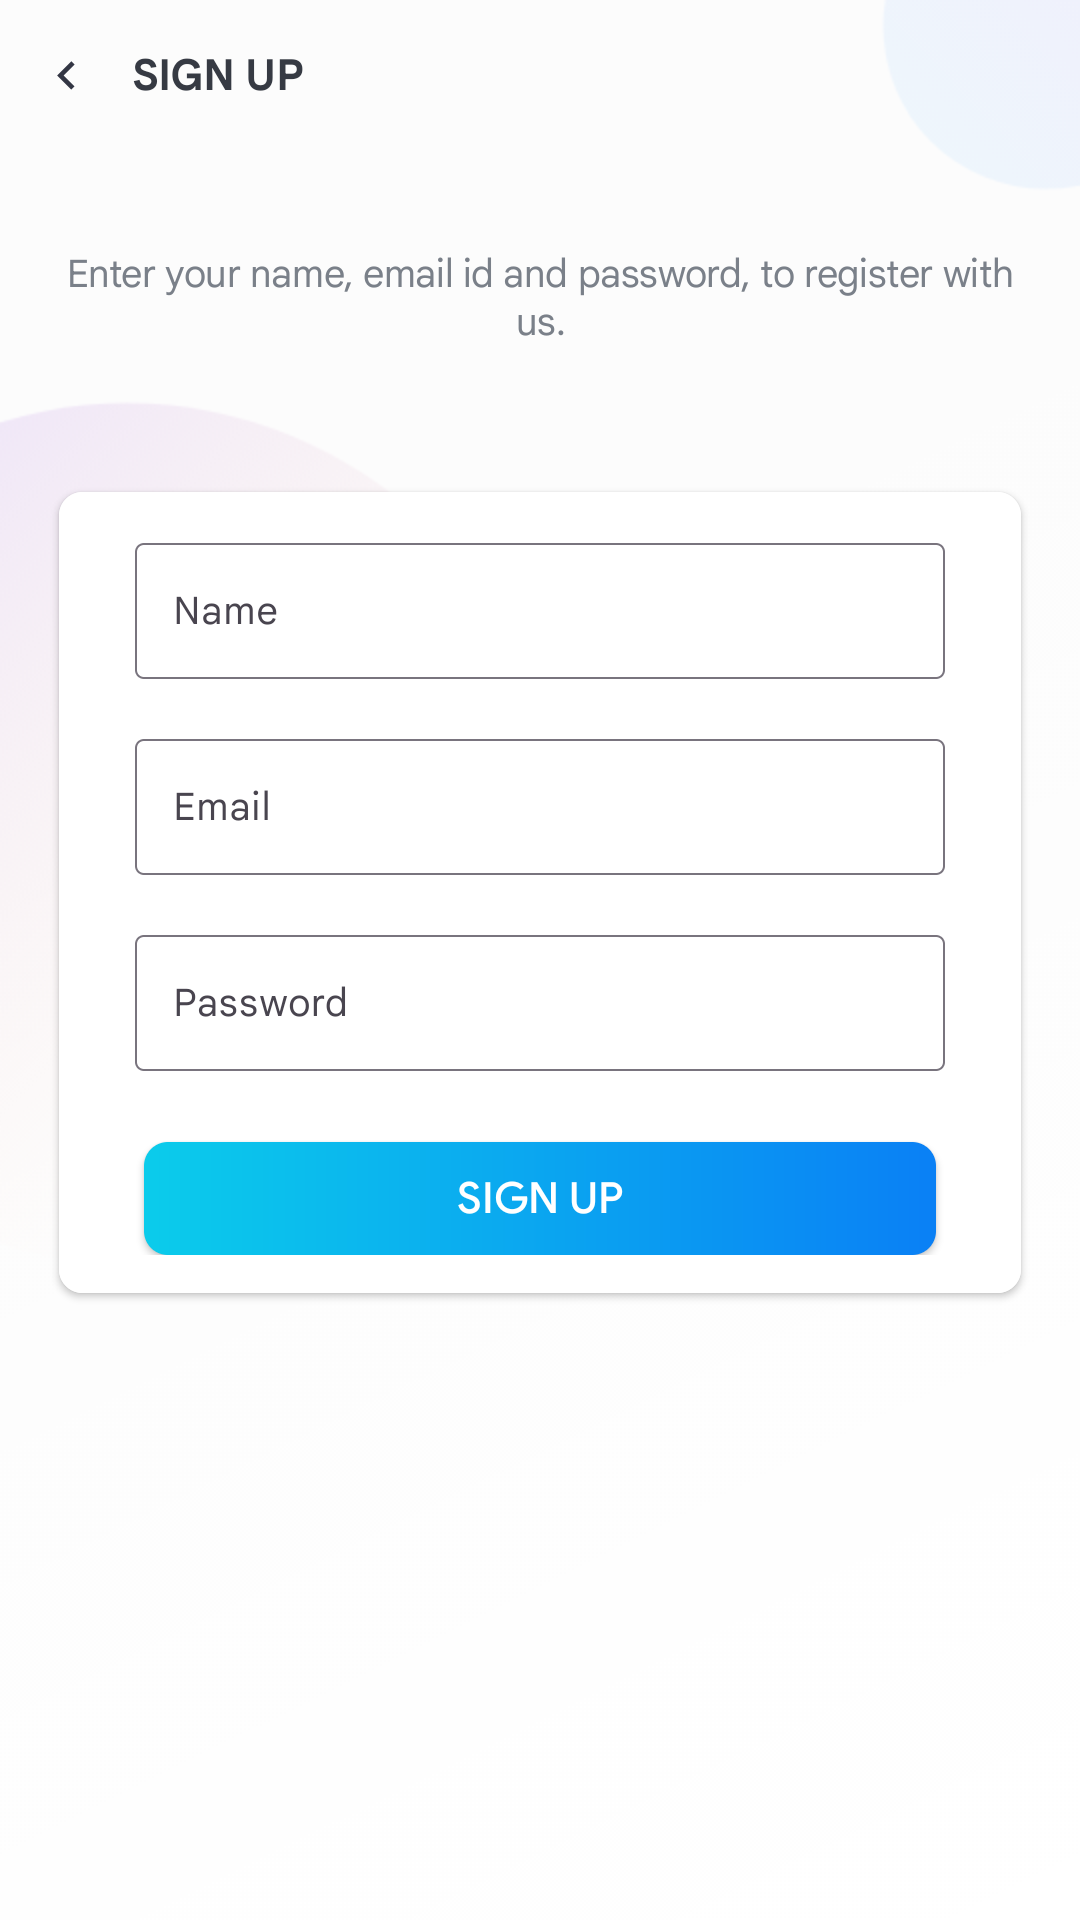 SIGN UP
Enter your name, email id and password, to register with
us.
Name
Email
Password
SIGN UP